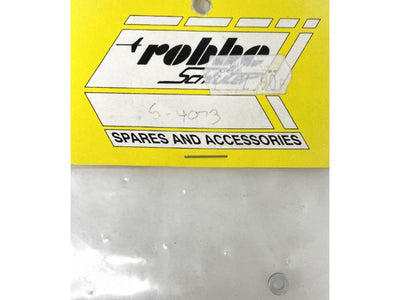 robbe
S-4073
SPARES AND ACCESSORIES